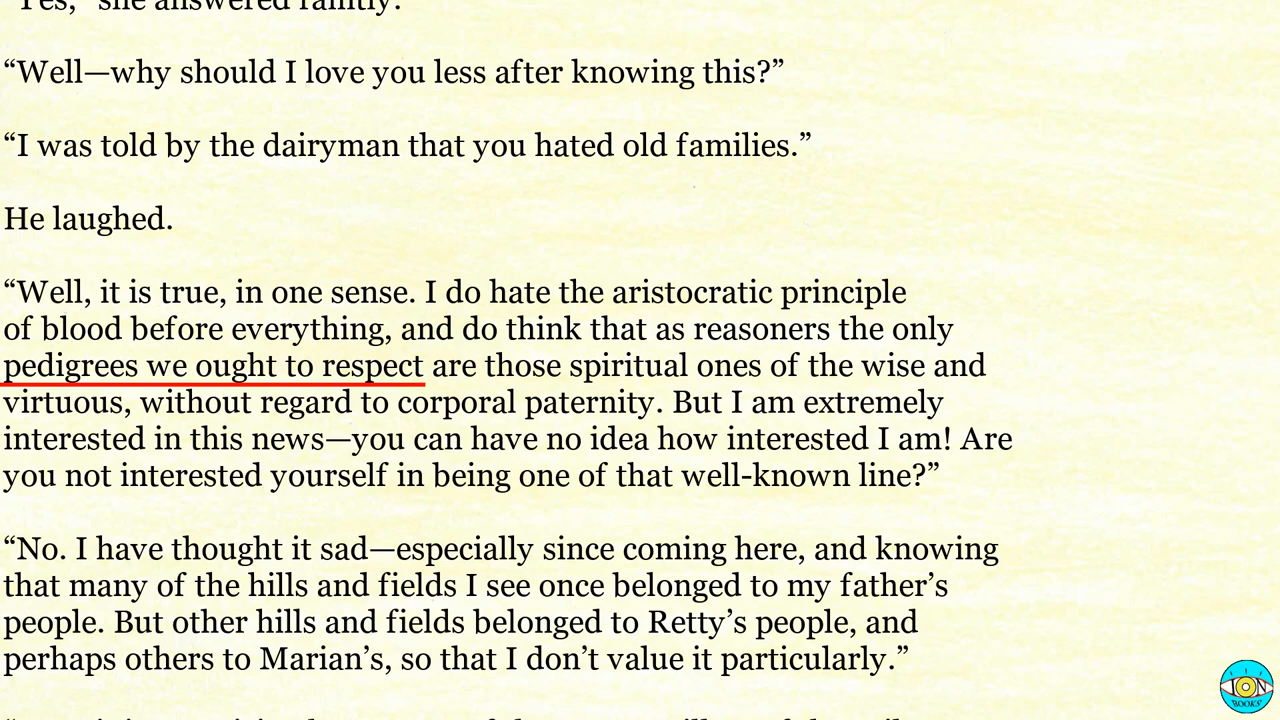 “Yes,” she answered faintly.
“Well—why should I love you less after knowing this?”
“I was told by the dairyman that you hated old families.”
He laughed.
“Well, it is true, in one sense. I do hate the aristocratic principle
of blood before everything, and do think that as reasoners the only
pedigrees we ought to respect are those spiritual ones of the wise and
virtuous, without regard to corporal paternity. But I am extremely
interested in this news—you can have no idea how interested I am! Are
you not interested yourself in being one of that well-known line?”
“No. I have thought it sad—especially since coming here, and knowing
that many of the hills and fields I see once belonged to my father’s
people. But other hills and fields belonged to Retty’s people, and
perhaps others to Marian’s, so that I don’t value it particularly.”
ION
BOOKS